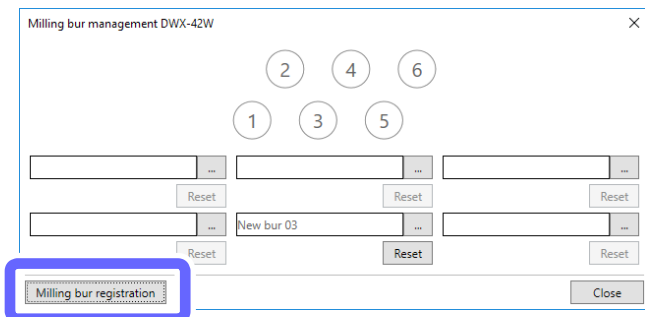 Milling bur management DWX-42W
2 4 6
1 3 5
... ... ...
Reset Reset Reset
... New bur 03 ... ...
Reset Reset Reset
Milling bur registration Close